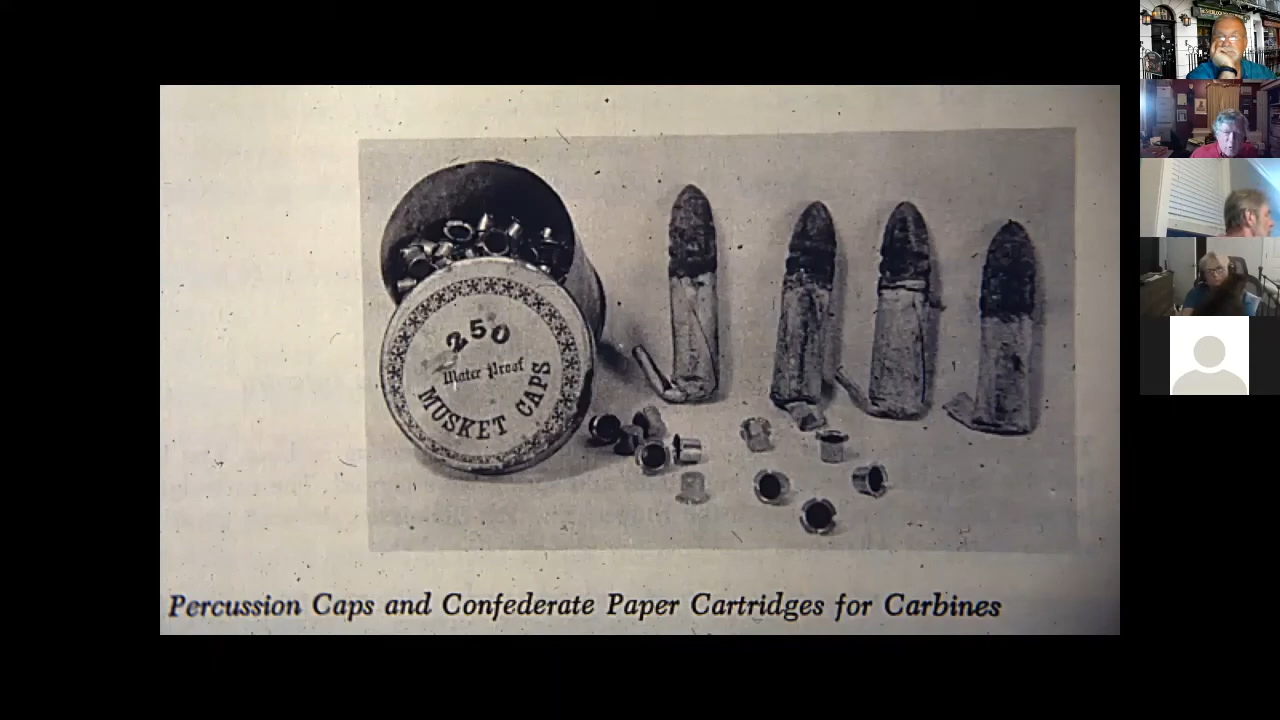 250
Water Proof
MUSKET CAPS
Percussion Caps and Confederate Paper Cartridges for Carbines